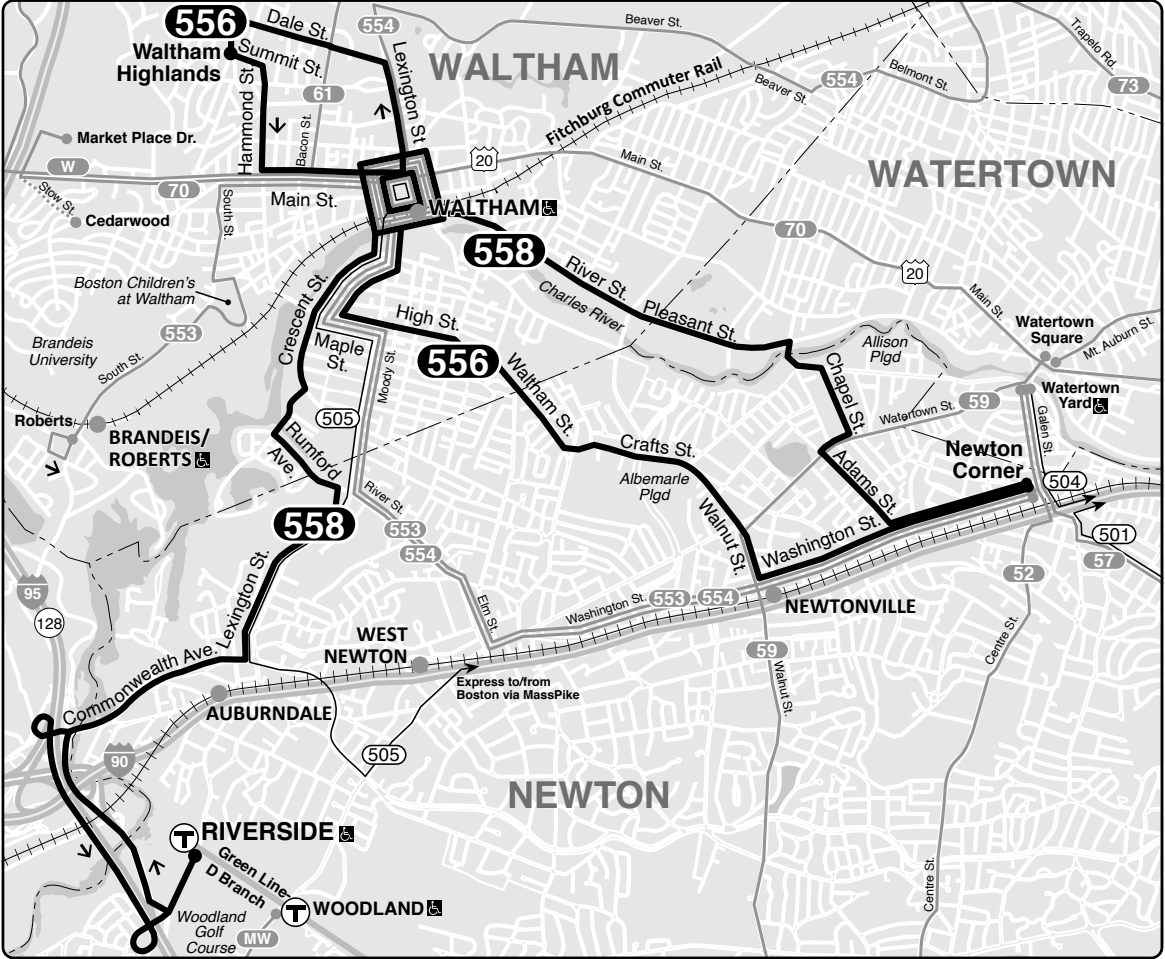 556
Dale St.
554
Beaver St.
Trapelo Rd.
Waltham
Highlands
Summit St.
Lexington St
WALTHAM
Fitchburg Commuter Rail
Beaver St.
554
Belmont St.
73
61
Hammond St.
Bacon St.
Market Place Dr.
W
70
20
Main St.
WATERTOWN
Stow St.
Cedarwood
South St.
Main St.
WALTHAM
558
70
20
Boston Children's
at Waltham
River St.
Charles River
Pleasant St.
Main St.
Watertown
Square
Mt. Auburn St.
553
Brandeis
University
South St.
Crescent St.
High St.
Maple
St.
Moody St.
556
Allison
Plgd
Chapel St.
Watertown St.
59
Watertown
Yard
Galen St.
Waltham St.
Roberts
BRANDEIS/
ROBERTS
505
Rumford
Ave.
Crafts St.
Albemarle
Plgd
Adams St.
Newton
Corner
504
River St.
553
554
558
Walnut St.
Washington St.
501
57
52
95
128
Lexington St.
Elm St.
Washington St.
553
554
NEWTONVILLE
WEST
NEWTON
59
Centre St.
Commonwealth Ave.
Express to/from
Boston via MassPike
Walnut St.
AUBURNDALE
505
90
NEWTON
T
RIVERSIDE
Green Line-
D Branch
T
WOODLAND
Woodland
Golf
Course
MW
Centre St.